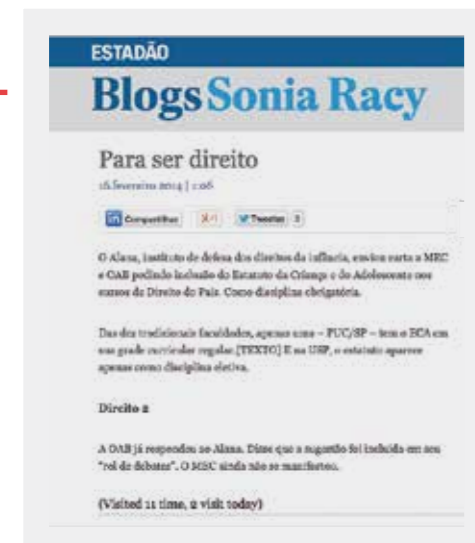 ESTADÃO
Blogs Sonia Racy
Para ser direito
16.fevereiro 2014 | 1:06
Compartilhar +1 Tweetar 3
O Alana, instituto de defesa dos direitos da infância, enviou carta a MEC
e OAB pedindo inclusão do Estatuto da Criança e do Adolescente nos
cursos de Direito do País. Como disciplina obrigatória.
Das dez tradicionais faculdades, apenas uma – PUC/SP – tem o ECA em
sua grade curricular regular.[TEXTO] E na USP, o estatuto aparece
apenas como disciplina eletiva.
Direito 2
A OAB já respondeu ao Alana. Disse que a sugestão foi incluída em seu
"rol de debates". O MEC ainda não se manifestou.
(Visited 11 time, 2 visit today)